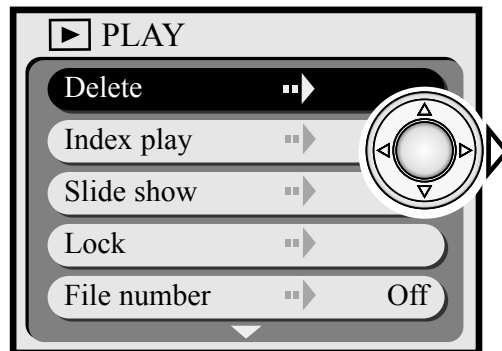 PLAY
Delete
Index play
Slide show
Lock
File number Off